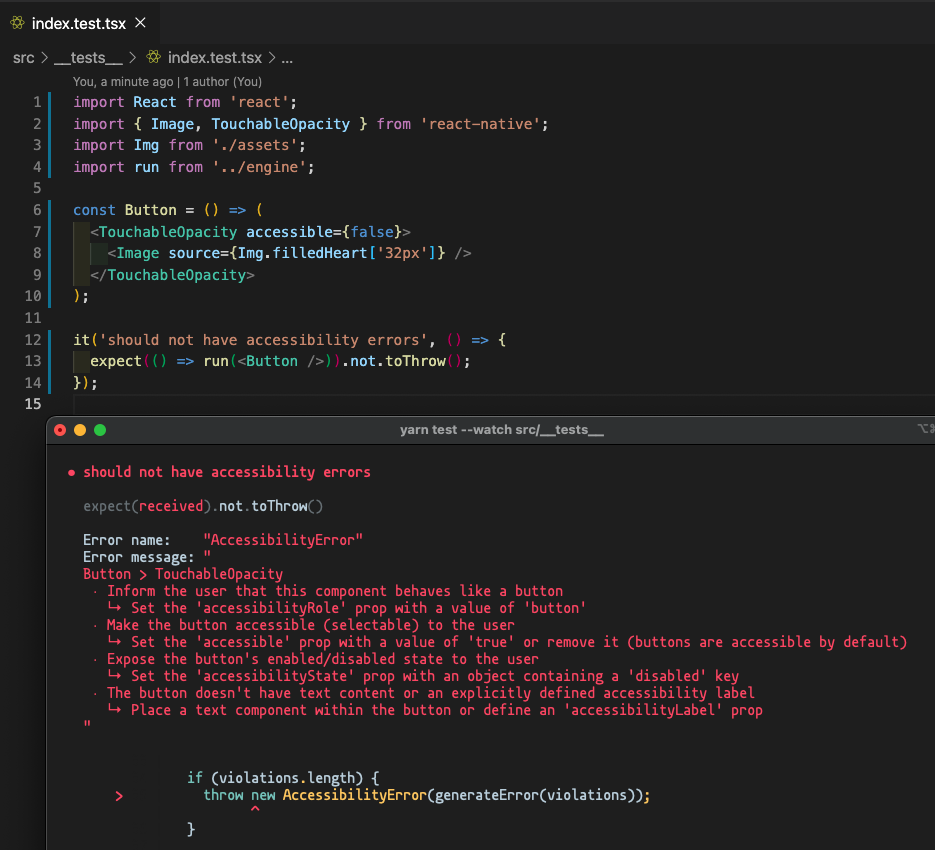 index.test.tsx
src > __tests__ > index.test.tsx > ...
You, a minute ago | 1 author (You)
1 import React from 'react';
2 import { Image, TouchableOpacity } from 'react-native';
3 import Img from './assets';
4 import run from '../engine';
5
6 const Button = () => (
7   <TouchableOpacity accessible={false}>
8     <Image source={Img.filledHeart['32px']} />
9   </TouchableOpacity>
10 );
11
12 it('should not have accessibility errors', () => {
13   expect(() => run(<Button />)).not.toThrow();
14 });
15
yarn test --watch src/__tests__
● should not have accessibility errors
expect(received).not.toThrow()
Error name:    "AccessibilityError"
Error message: "
Button > TouchableOpacity
· Inform the user that this component behaves like a button
↳ Set the 'accessibilityRole' prop with a value of 'button'
· Make the button accessible (selectable) to the user
↳ Set the 'accessible' prop with a value of 'true' or remove it (buttons are accessible by default)
· Expose the button's enabled/disabled state to the user
↳ Set the 'accessibilityState' prop with an object containing a 'disabled' key
· The button doesn't have text content or an explicitly defined accessibility label
↳ Place a text component within the button or define an 'accessibilityLabel' prop
"
if (violations.length) {
>   throw new AccessibilityError(generateError(violations));
^
}